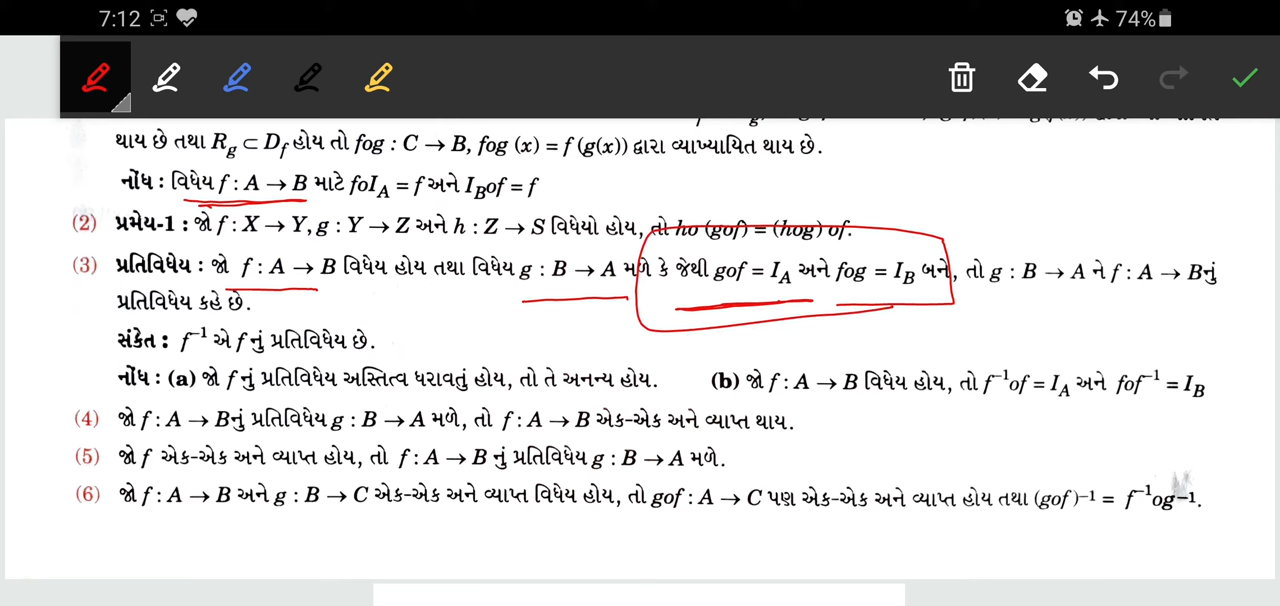 7:12 74%
થાય છે તથા R_g ⊂ D_f હોય તો fog : C → B, fog (x) = f (g(x)) દ્વારા વ્યાખ્યાયિત થાય છે.
નોંધ : વિધેય f : A → B માટે foI_A = f અને I_Bof = f
(2) પ્રમેય-1 : જો f : X → Y, g : Y → Z અને h : Z → S વિધેયો હોય, તો ho (gof) = (hog) of.
(3) પ્રતિવિધેય : જો f : A → B વિધેય હોય તથા વિધેય g : B → A મળે કે જેથી gof = I_A અને fog = I_B બને, તો g : B → A ને f : A → Bનું
પ્રતિવિધેય કહે છે.
સંકેત : f⁻¹ એ f નું પ્રતિવિધેય છે.
નોંધ : (a) જો f નું પ્રતિવિધેય અસ્તિત્વ ધરાવતું હોય, તો તે અનન્ય હોય. (b) જો f : A → B વિધેય હોય, તો f⁻¹of = I_A અને fof⁻¹ = I_B
(4) જો f : A → Bનું પ્રતિવિધેય g : B → A મળે, તો f : A → B એક-એક અને વ્યાપ્ત થાય.
(5) જો f એક-એક અને વ્યાપ્ત હોય, તો f : A → B નું પ્રતિવિધેય g : B → A મળે.
(6) જો f : A → B અને g : B → C એક-એક અને વ્યાપ્ત વિધેય હોય, તો gof : A → C પણ એક-એક અને વ્યાપ્ત હોય તથા (gof)⁻¹ = f⁻¹og⁻¹.